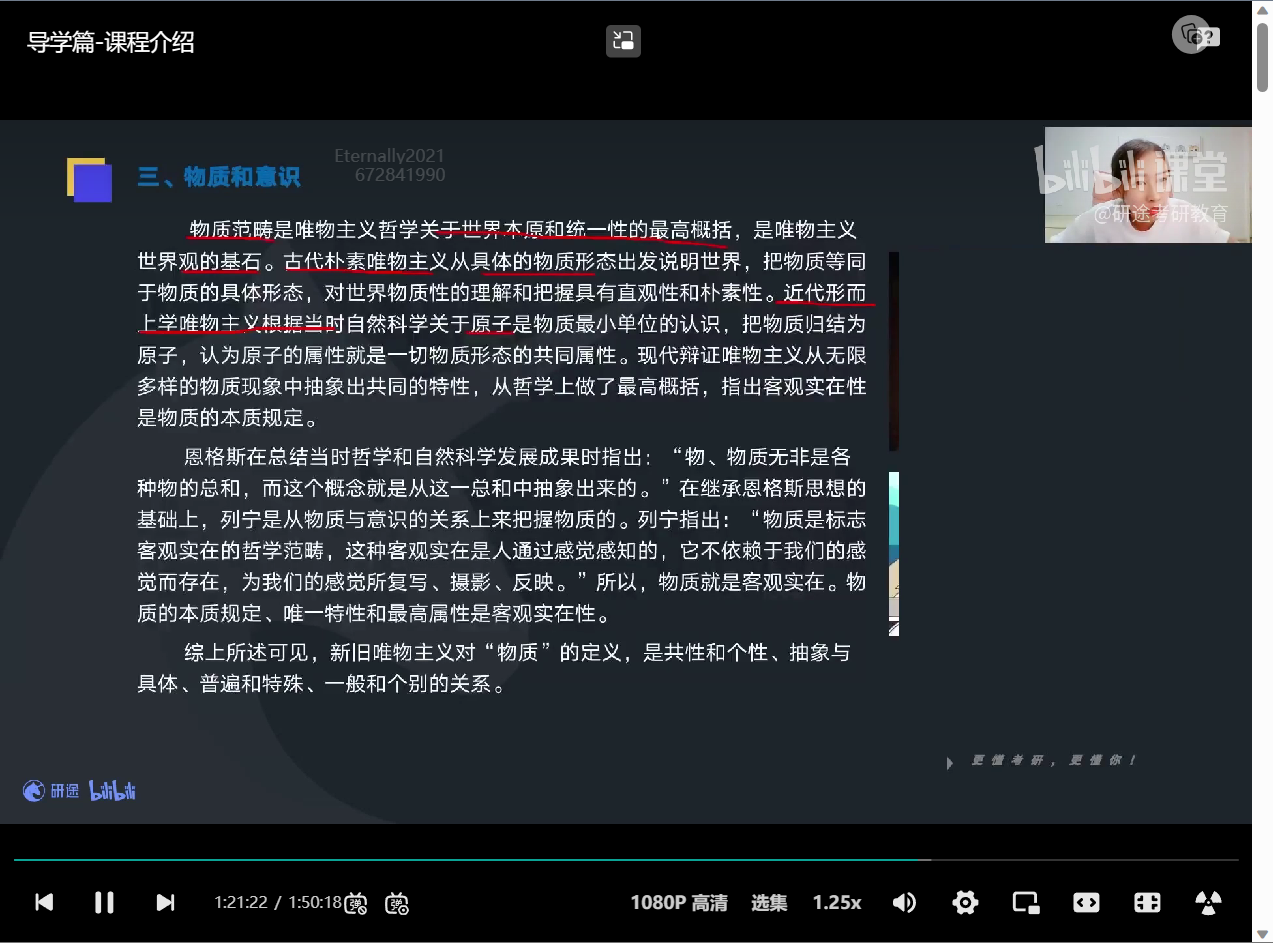 导学篇-课程介绍
三、物质和意识
Eternally2021
672841990
bilibili课堂
@研途考研教育
物质范畴是唯物主义哲学关于世界本原和统一性的最高概括，是唯物主义
世界观的基石。古代朴素唯物主义从具体的物质形态出发说明世界，把物质等同
于物质的具体形态，对世界物质性的理解和把握具有直观性和朴素性。近代形而
上学唯物主义根据当时自然科学关于原子是物质最小单位的认识，把物质归结为
原子，认为原子的属性就是一切物质形态的共同属性。现代辩证唯物主义从无限
多样的物质现象中抽象出共同的特性，从哲学上做了最高概括，指出客观实在性
是物质的本质规定。
恩格斯在总结当时哲学和自然科学发展成果时指出：“物、物质无非是各
种物的总和，而这个概念就是从这一总和中抽象出来的。”在继承恩格斯思想的
基础上，列宁是从物质与意识的关系上来把握物质的。列宁指出：“物质是标志
客观实在的哲学范畴，这种客观实在是人通过感觉感知的，它不依赖于我们的感
觉而存在，为我们的感觉所复写、摄影、反映。”所以，物质就是客观实在。物
质的本质规定、唯一特性和最高属性是客观实在性。
综上所述可见，新旧唯物主义对“物质”的定义，是共性和个性、抽象与
具体、普遍和特殊、一般和个别的关系。
更懂考研，更懂你！
研途 bilibili
1:21:22 / 1:50:18
1080P 高清 选集 1.25x